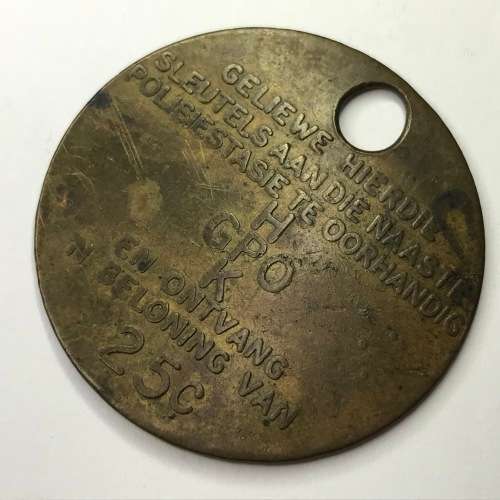 GELIEWE HIERDIE
SLEUTELS AAN DIE NAASTE
POLISIESTASIE TE OORHANDIG
H
GPO
K
EN ONTVANG
'N BELONING VAN
25c